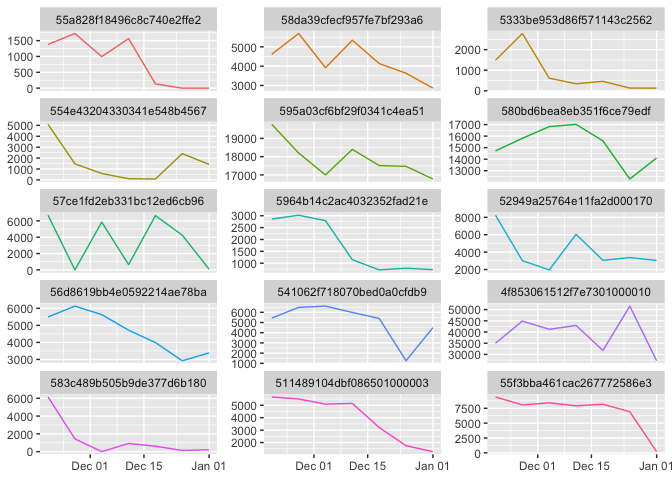 55a828f18496c8c740e2ffe2 58da39cfecf957fe7bf293a6 5333be953d86f571143c2562
1500 1000 500 0
5000 4000 3000
2000 1000 0
554e43204330341e548b4567 595a03cf6bf29f0341c4ea51 580bd6bea8eb351f6ce79edf
5000 4000 3000 2000 1000 0
19000 18000 17000
17000 16000 15000 14000 13000
57ce1fd2eb331bc12ed6cb96 5964b14c2ac4032352fad21e 52949a25764e11fa2d000170
6000 4000 2000 0
3000 2500 2000 1500 1000
8000 6000 4000 2000
56d8619bb4e0592214ae78ba 541062f718070bed0a0cfdb9 4f853061512f7e7301000010
6000 5000 4000 3000
6000 5000 4000 3000 2000 1000
50000 45000 40000 35000 30000
583c489b505b9de377d6b180 511489104dbf086501000003 55f3bba461cac267772586e3
6000 4000 2000 0
5000 4000 3000 2000
7500 5000 2500 0
Dec 01 Dec 15 Jan 01 Dec 01 Dec 15 Jan 01 Dec 01 Dec 15 Jan 01